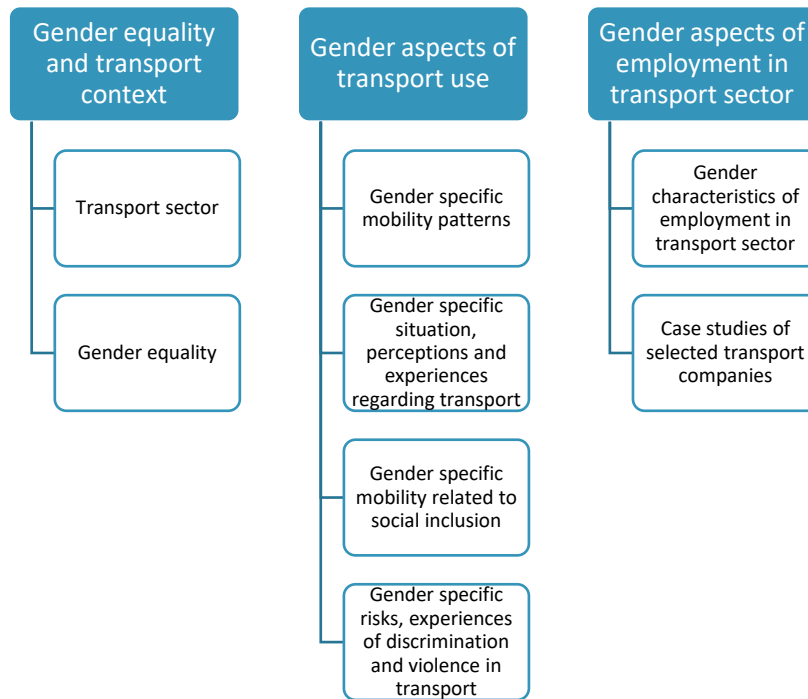 Gender equality
and transport
context
Transport sector
Gender equality
Gender aspects of
transport use
Gender specific
mobility patterns
Gender specific
situation,
perceptions and
experiences
regarding transport
Gender specific
mobility related to
social inclusion
Gender specific
risks, experiences
of discrimination
and violence in
transport
Gender aspects of
employment in
transport sector
Gender
characteristics of
employment in
transport sector
Case studies of
selected transport
companies